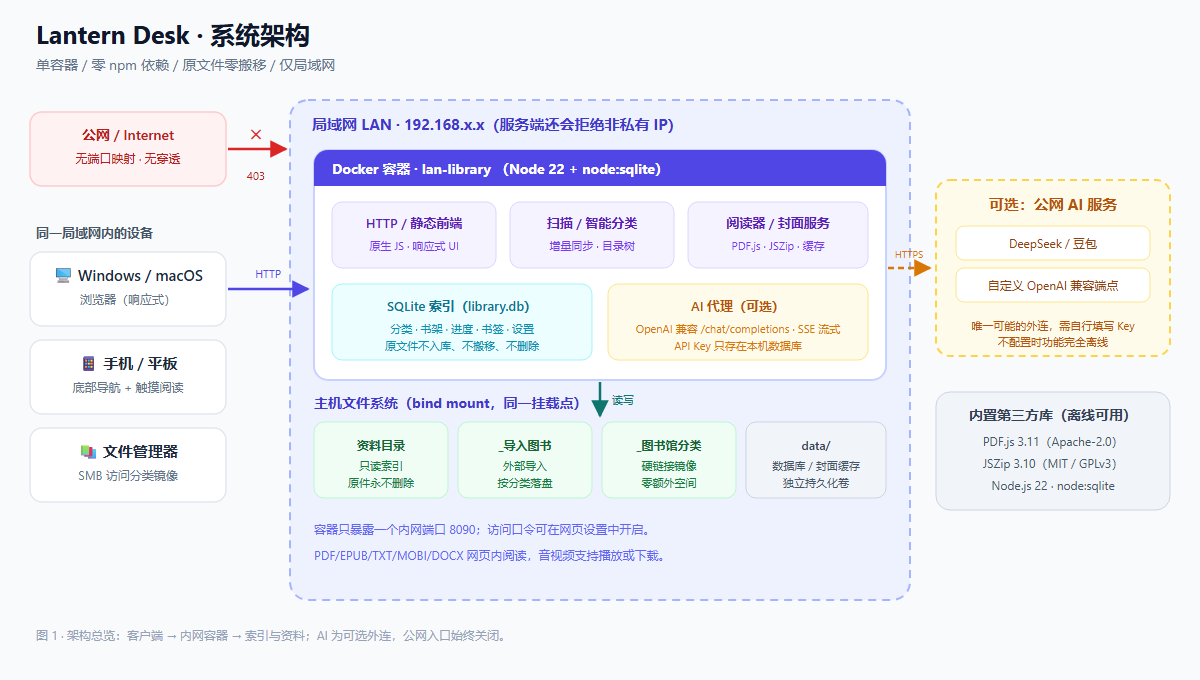 Lantern Desk · 系统架构
单容器 / 零 npm 依赖 / 原文件零搬移 / 仅局域网
公网 / Internet
无端口映射 · 无穿透
✕
403
同一局域网内的设备
Windows / macOS
浏览器（响应式）
HTTP
手机 / 平板
底部导航 + 触摸阅读
文件管理器
SMB 访问分类镜像
局域网 LAN · 192.168.x.x（服务端还会拒绝非私有 IP）
Docker 容器 · lan-library （Node 22 + node:sqlite）
HTTP / 静态前端
原生 JS · 响应式 UI
扫描 / 智能分类
增量同步 · 目录树
阅读器 / 封面服务
PDF.js · JSZip · 缓存
SQLite 索引（library.db）
分类 · 书架 · 进度 · 书签 · 设置
原文件不入库、不搬移、不删除
AI 代理（可选）
OpenAI 兼容 /chat/completions · SSE 流式
API Key 只存在本机数据库
主机文件系统（bind mount，同一挂载点）
读写
资料目录
只读索引
原件永不删除
_导入图书
外部导入
按分类落盘
_图书馆分类
硬链接镜像
零额外空间
data/
数据库 / 封面缓存
独立持久化卷
容器只暴露一个内网端口 8090；访问口令可在网页设置中开启。
PDF/EPUB/TXT/MOBI/DOCX 网页内阅读，音视频支持播放或下载。
HTTPS
可选：公网 AI 服务
DeepSeek / 豆包
自定义 OpenAI 兼容端点
唯一可能的外连，需自行填写 Key
不配置时功能完全离线
内置第三方库（离线可用）
PDF.js 3.11（Apache-2.0）
JSZip 3.10（MIT / GPLv3）
Node.js 22 · node:sqlite
图 1 · 架构总览：客户端 → 内网容器 → 索引与资料；AI 为可选外连，公网入口始终关闭。